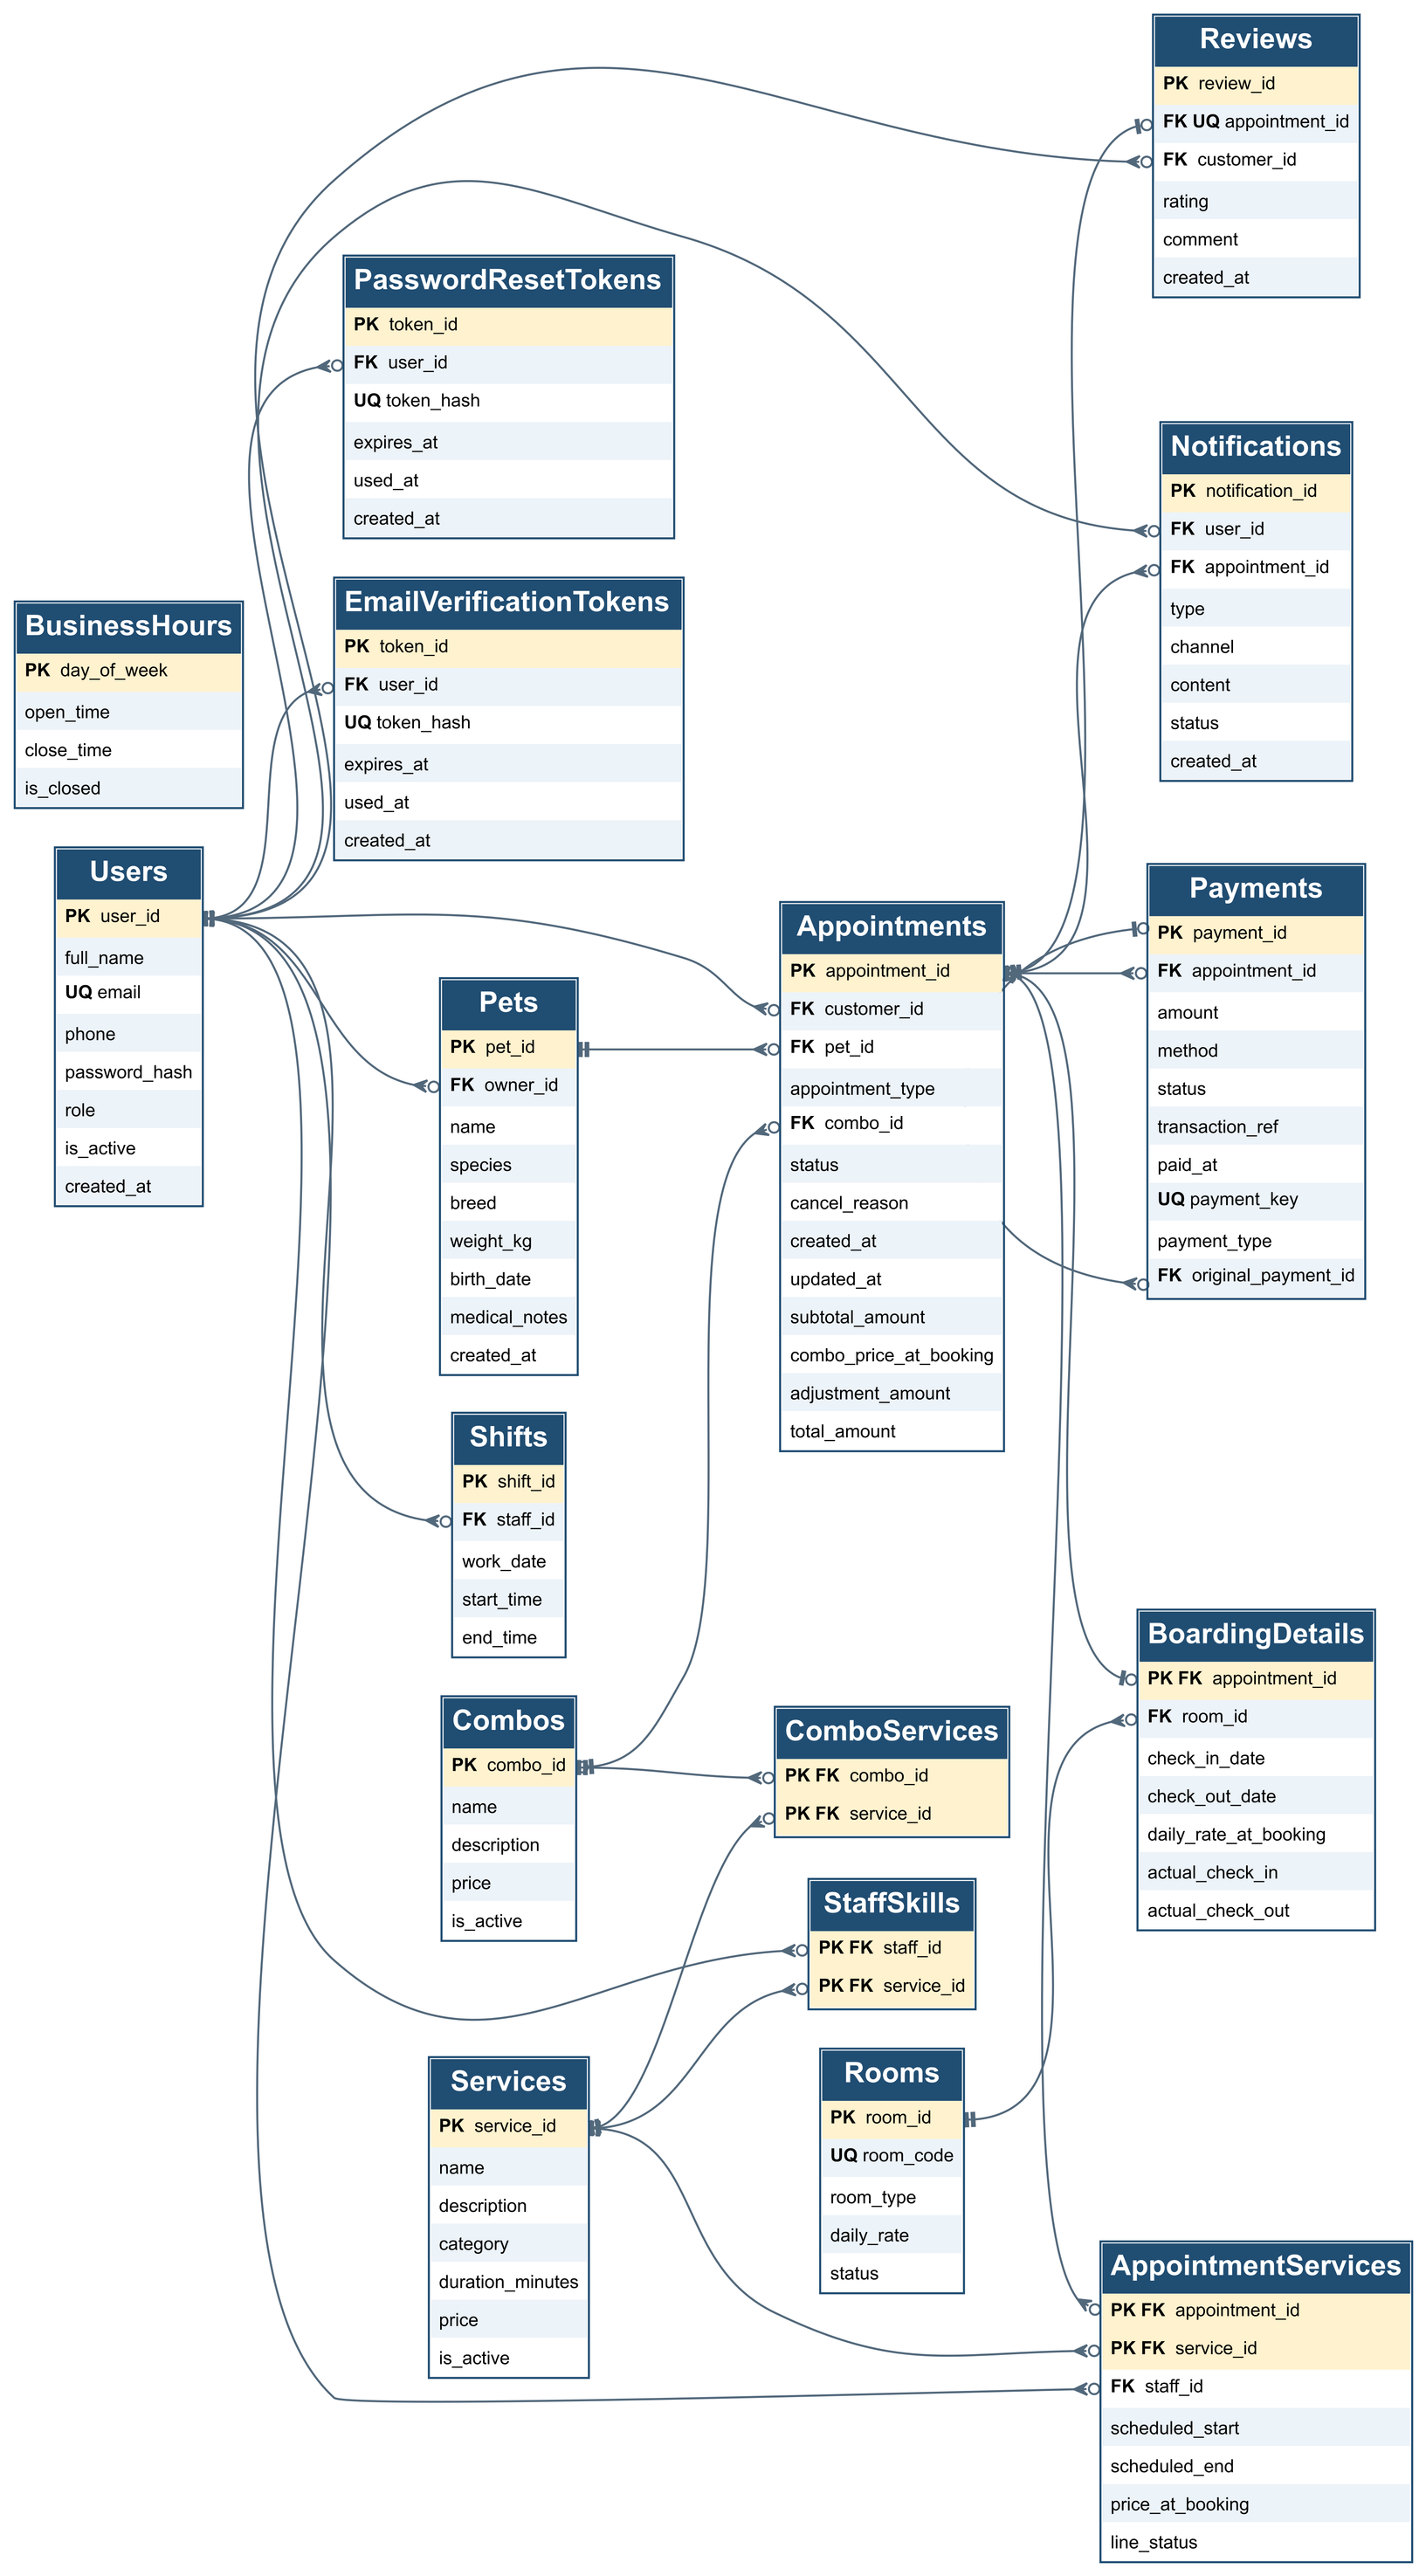 Reviews
PK review_id
FK UQ appointment_id
FK customer_id
rating
comment
created_at
PasswordResetTokens
PK token_id
FK user_id
UQ token_hash
expires_at
used_at
created_at
Notifications
PK notification_id
FK user_id
FK appointment_id
type
channel
content
status
created_at
EmailVerificationTokens
PK token_id
FK user_id
UQ token_hash
expires_at
used_at
created_at
BusinessHours
PK day_of_week
open_time
close_time
is_closed
Users
PK user_id
full_name
UQ email
phone
password_hash
role
is_active
created_at
Pets
PK pet_id
FK owner_id
name
species
breed
weight_kg
birth_date
medical_notes
created_at
Appointments
PK appointment_id
FK customer_id
FK pet_id
appointment_type
FK combo_id
status
cancel_reason
created_at
updated_at
subtotal_amount
combo_price_at_booking
adjustment_amount
total_amount
Payments
PK payment_id
FK appointment_id
amount
method
status
transaction_ref
paid_at
UQ payment_key
payment_type
FK original_payment_id
Shifts
PK shift_id
FK staff_id
work_date
start_time
end_time
BoardingDetails
PK FK appointment_id
FK room_id
check_in_date
check_out_date
daily_rate_at_booking
actual_check_in
actual_check_out
Combos
PK combo_id
name
description
price
is_active
ComboServices
PK FK combo_id
PK FK service_id
StaffSkills
PK FK staff_id
PK FK service_id
Services
PK service_id
name
description
category
duration_minutes
price
is_active
Rooms
PK room_id
UQ room_code
room_type
daily_rate
status
AppointmentServices
PK FK appointment_id
PK FK service_id
FK staff_id
scheduled_start
scheduled_end
price_at_booking
line_status